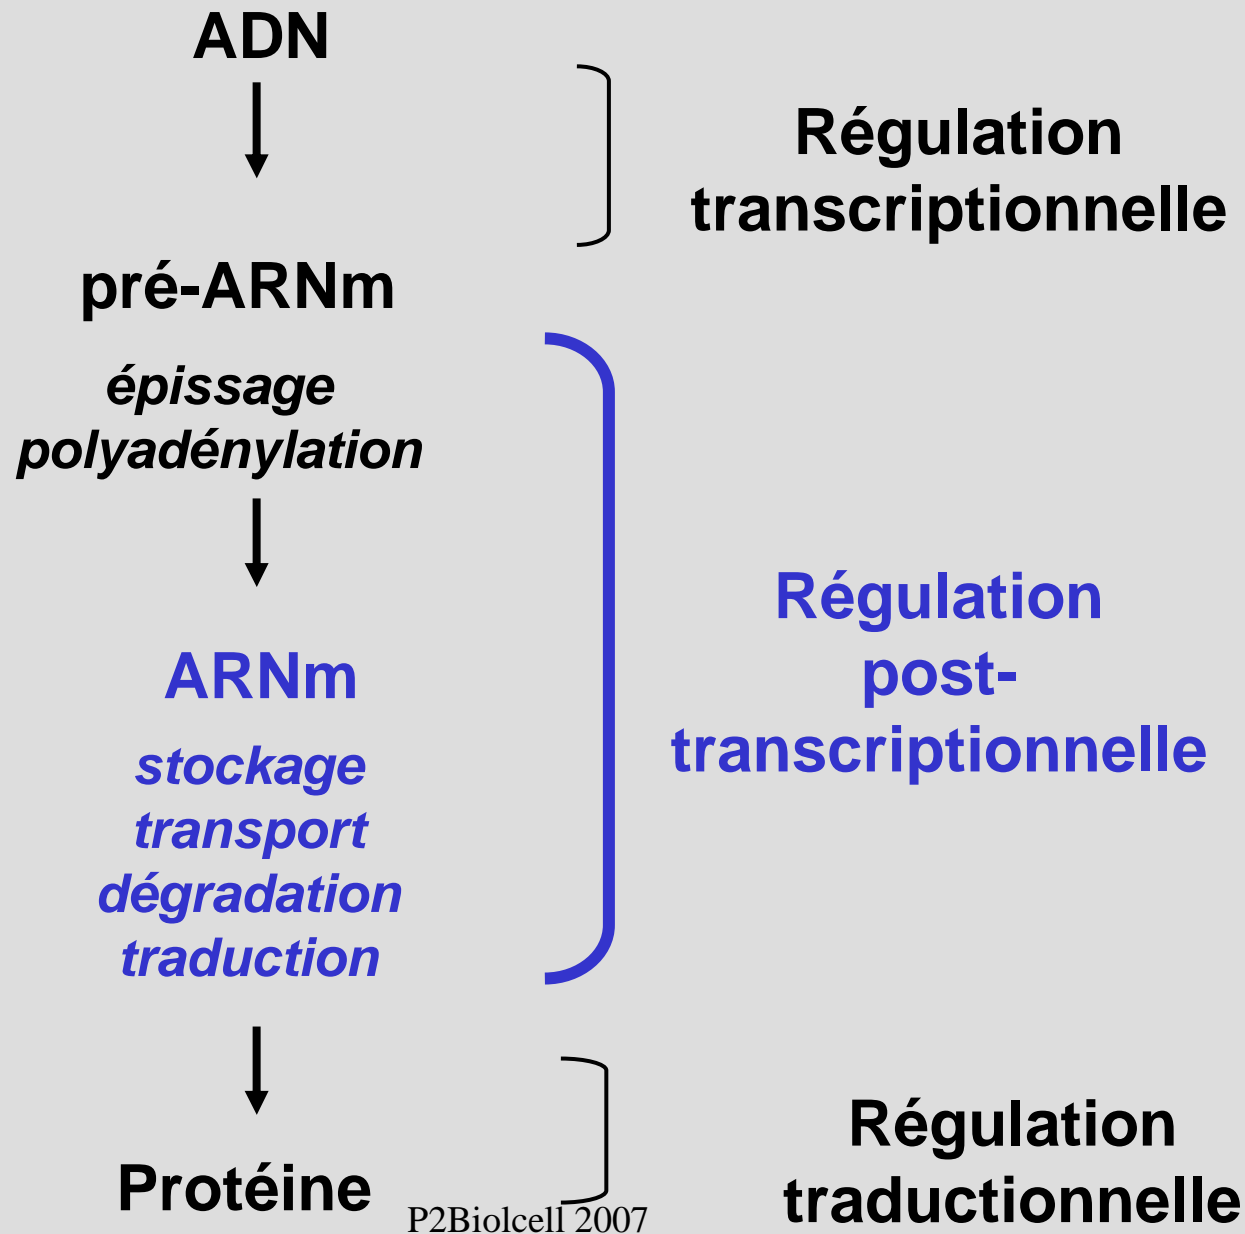 ADN
Régulation
transcriptionnelle
pré-ARNm
épissage
polyadénylation
Régulation
post-
transcriptionnelle
ARNm
stockage
transport
dégradation
traduction
Régulation
traductionnelle
Protéine
P2Biolcell 2007